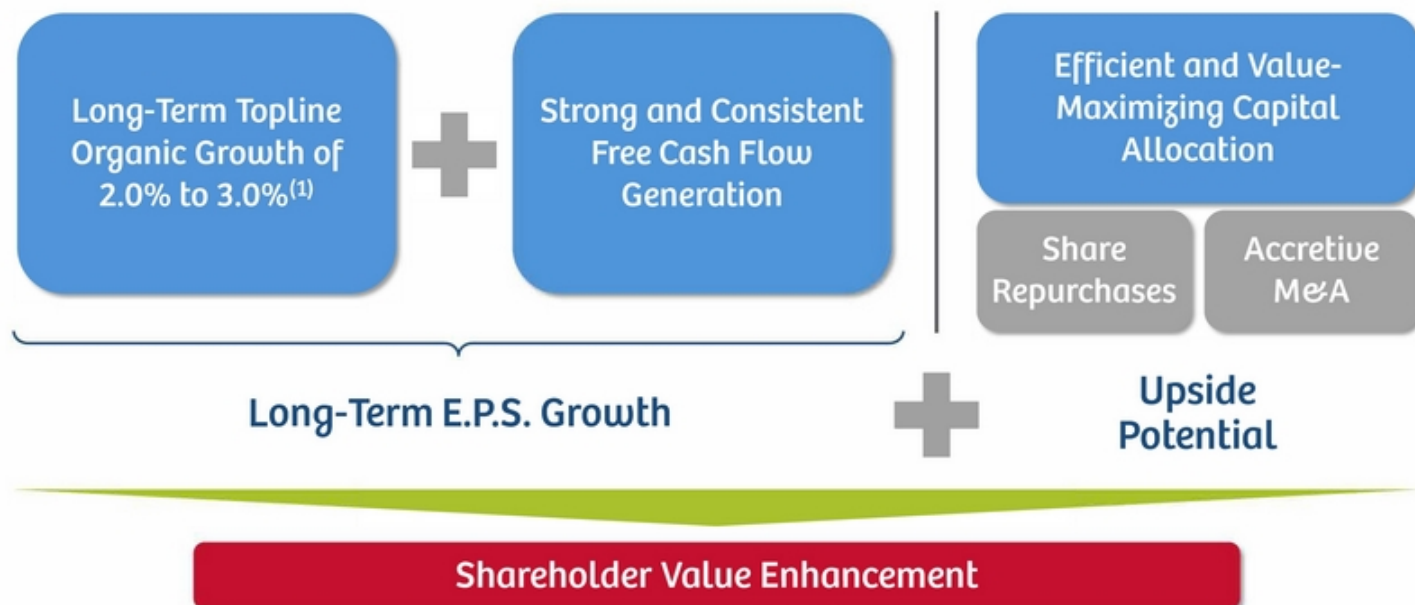 Long-Term Topline
Organic Growth of
2.0% to 3.0%(1)
Strong and Consistent
Free Cash Flow
Generation
Efficient and Value-
Maximizing Capital
Allocation
Share
Repurchases
Accretive
M&A
Long-Term E.P.S. Growth
Upside
Potential
Shareholder Value Enhancement